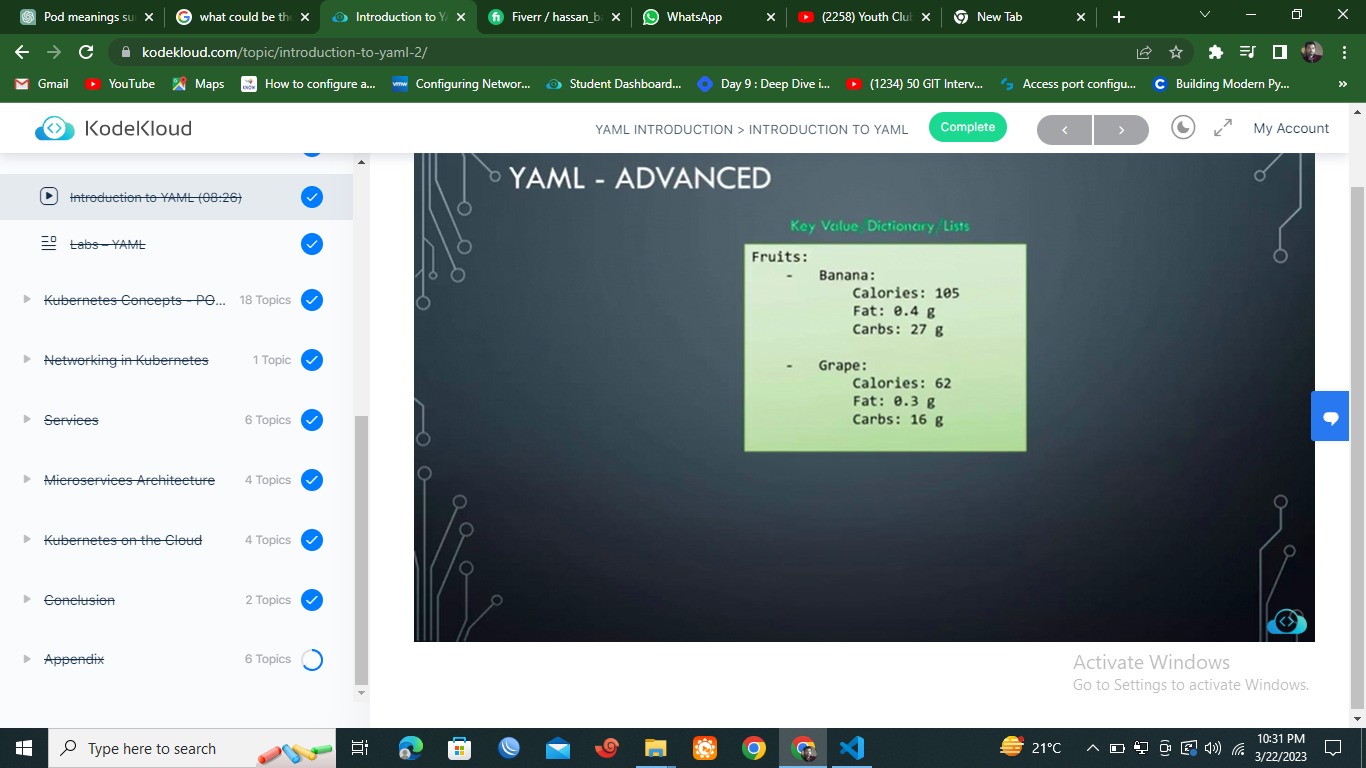 Pod meanings su
what could be the
Introduction to Y
Fiverr / hassan_b
WhatsApp
(2258) Youth Clu
New Tab
kodekloud.com/topic/introduction-to-yaml-2/
Gmail
YouTube
Maps
How to configure a...
Configuring Networ...
Student Dashboard...
Day 9 : Deep Dive i...
(1234) 50 GIT Interv...
Access port configu...
Building Modern Py...
KodeKloud
YAML INTRODUCTION > INTRODUCTION TO YAML
Complete
My Account
Introduction to YAML (08:26)
Labs – YAML
Kubernetes Concepts - PO... 18 Topics
Networking in Kubernetes 1 Topic
Services 6 Topics
Microservices Architecture 4 Topics
Kubernetes on the Cloud 4 Topics
Conclusion 2 Topics
Appendix 6 Topics
YAML - ADVANCED
Key Value/Dictionary/Lists
Fruits:
- Banana:
Calories: 105
Fat: 0.4 g
Carbs: 27 g
- Grape:
Calories: 62
Fat: 0.3 g
Carbs: 16 g
Activate Windows
Go to Settings to activate Windows.
Type here to search
21°C
10:31 PM
3/22/2023